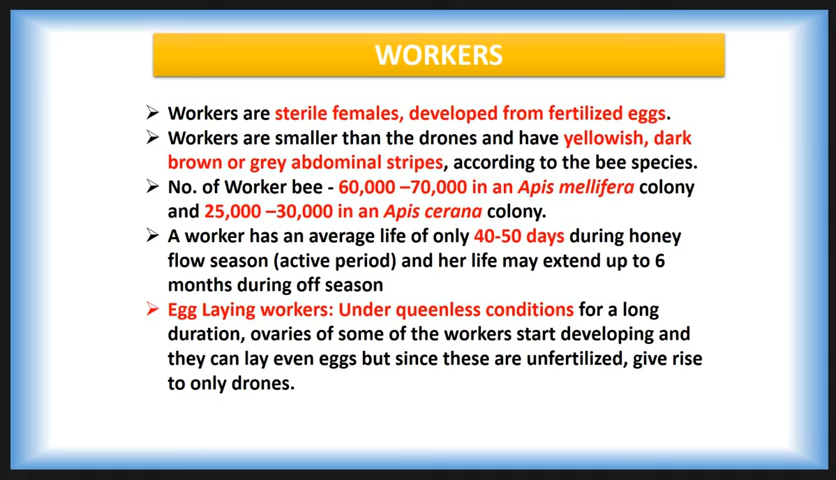 WORKERS
➢ Workers are sterile females, developed from fertilized eggs.
➢ Workers are smaller than the drones and have yellowish, dark
brown or grey abdominal stripes, according to the bee species.
➢ No. of Worker bee - 60,000 –70,000 in an Apis mellifera colony
and 25,000 –30,000 in an Apis cerana colony.
➢ A worker has an average life of only 40-50 days during honey
flow season (active period) and her life may extend up to 6
months during off season
➢ Egg Laying workers: Under queenless conditions for a long
duration, ovaries of some of the workers start developing and
they can lay even eggs but since these are unfertilized, give rise
to only drones.